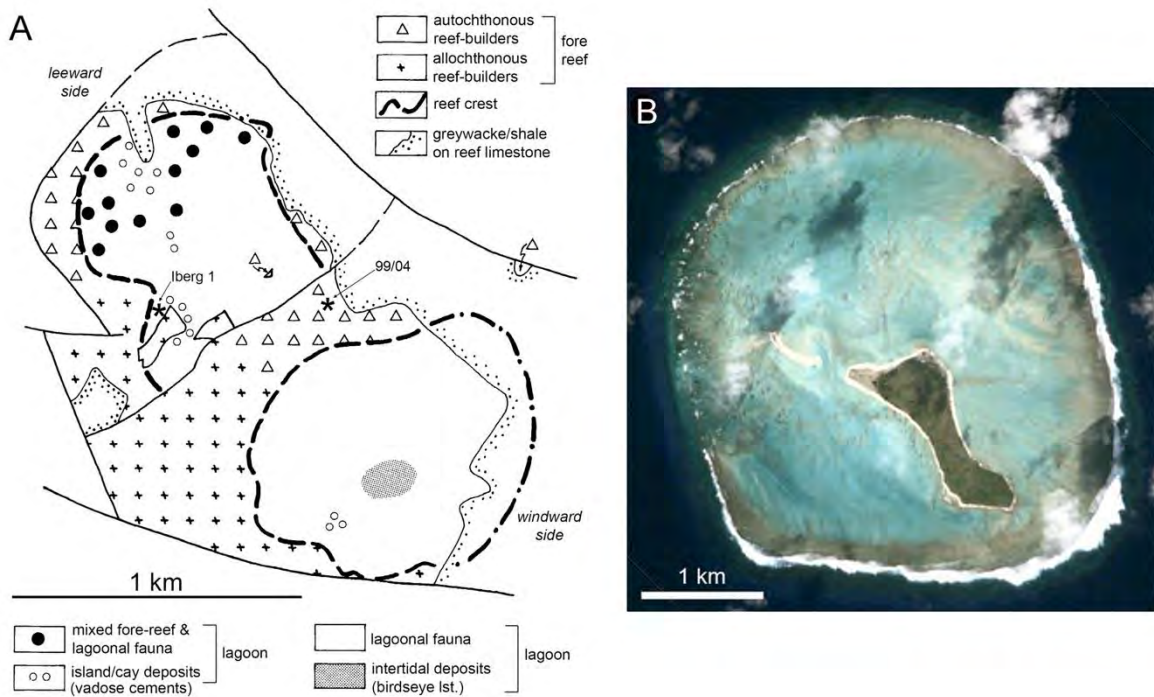 A
autochthonous
reef-builders
allochthonous
reef-builders
fore
reef
reef crest
greywacke/shale
on reef limestone
leeward
side
Iberg 1
99/04
windward
side
1 km
mixed fore-reef &
lagoonal fauna
island/cay deposits
(vadose cements)
lagoon
lagoonal fauna
intertidal deposits
(birdseye lst.)
lagoon
B
1 km